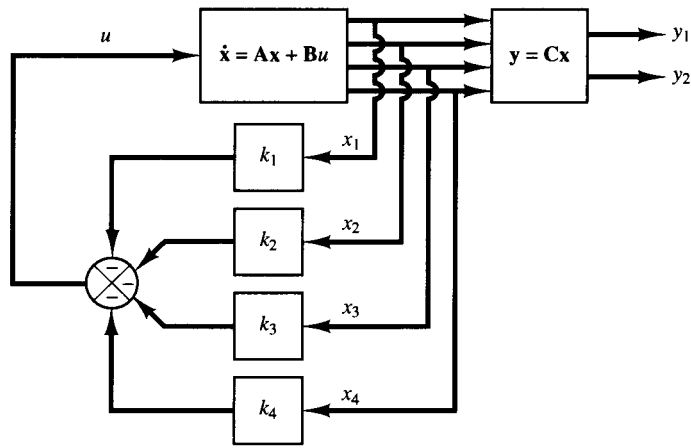 u
ẋ = Ax + Bu
y = Cx
y₁
y₂
k₁
x₁
k₂
x₂
k₃
x₃
k₄
x₄
−
−
−